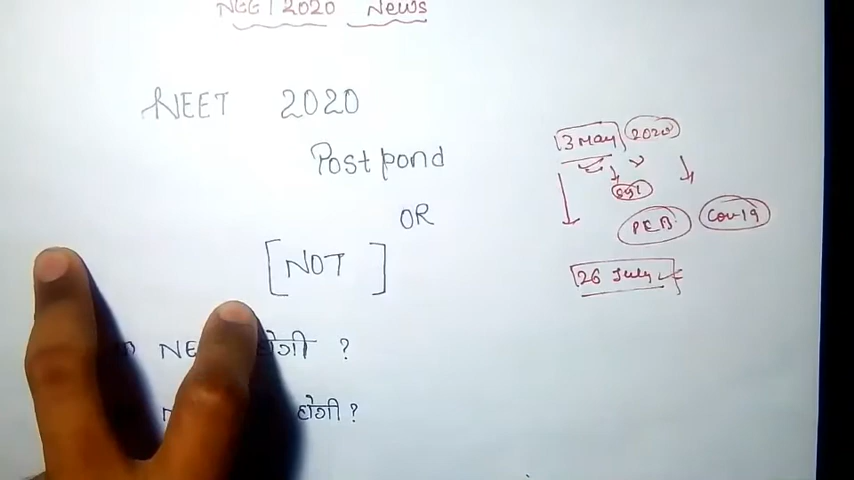 NEET 2020 News
NEET 2020
Postpond
OR
[NOT]
NE होगी ?
होगी ?
3 May 2020
PEB
Cov-19
26 July